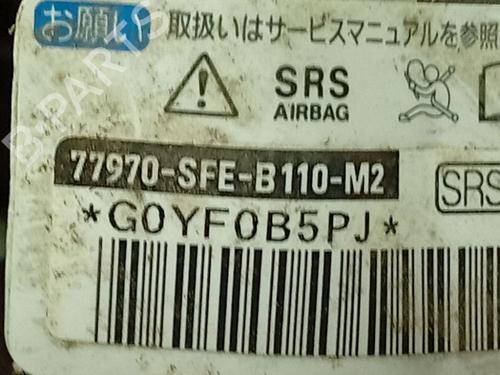 お願い 取扱いはサービスマニュアルを参照
SRS
AIRBAG
77970-SFE-B110-M2
SRS
*G0YF0B5PJ*
B-PARTS